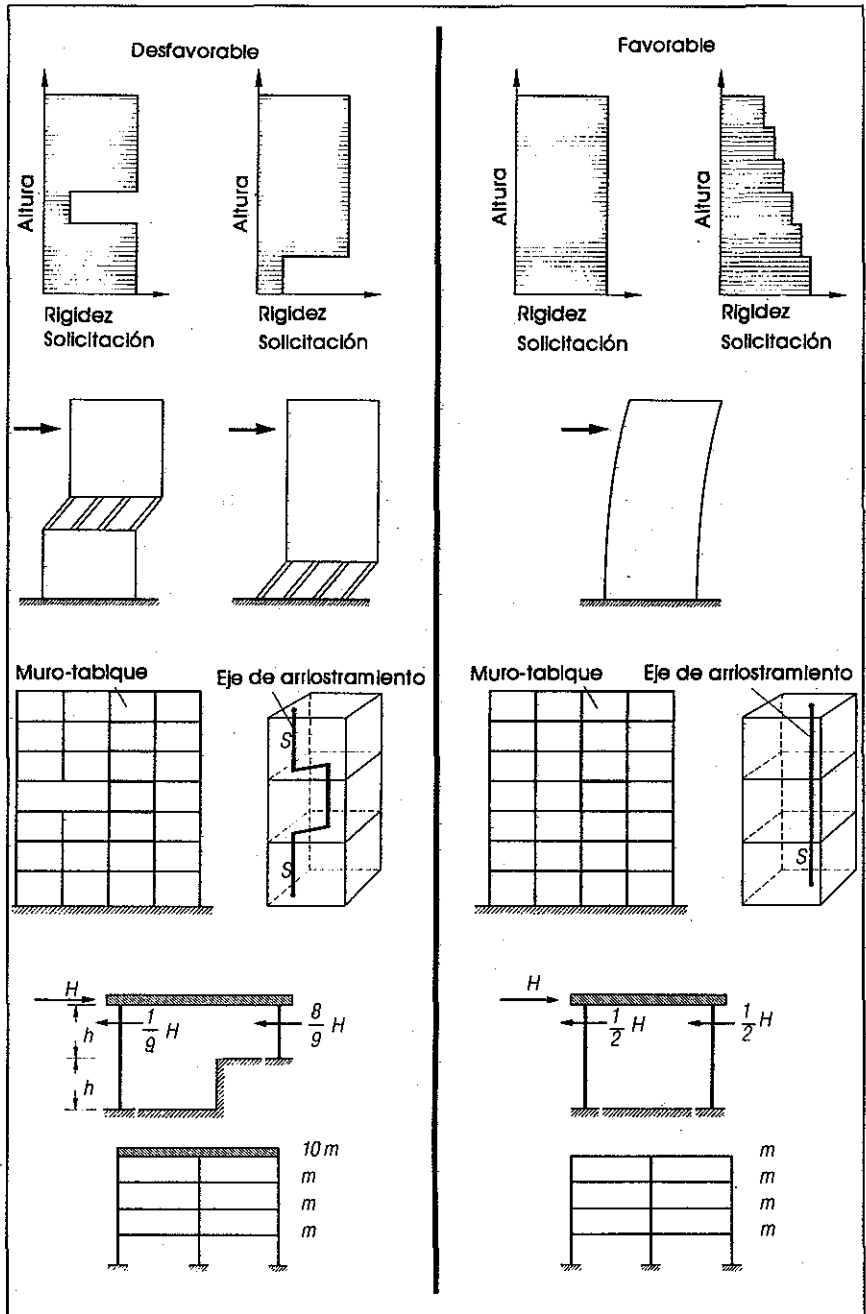 Desfavorable
Altura
Rigidez
Solicitación
Altura
Rigidez
Solicitación
Muro-tabique
Eje de arriostramiento
S
S
H
h
h
1/9 H
8/9 H
10 m
m
m
m
Favorable
Altura
Rigidez
Solicitación
Altura
Rigidez
Solicitación
Muro-tabique
Eje de arriostramiento
S
H
1/2 H
1/2 H
m
m
m
m